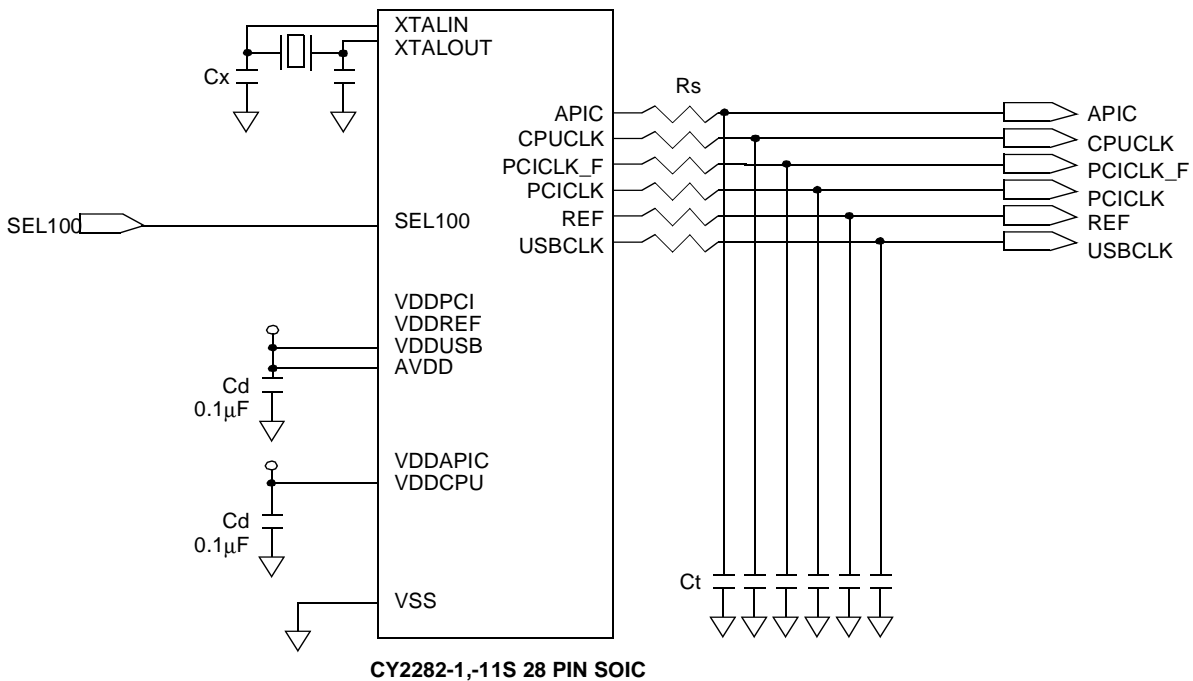 XTALIN
XTALOUT
Cx
Rs
APIC
CPUCLK
PCICLK_F
PCICLK
REF
USBCLK
APIC
CPUCLK
PCICLK_F
PCICLK
REF
USBCLK
SEL100
SEL100
VDDPCI
VDDREF
VDDUSB
AVDD
Cd
0.1μF
VDDAPIC
VDDCPU
Cd
0.1μF
Ct
VSS
CY2282-1,-11S 28 PIN SOIC